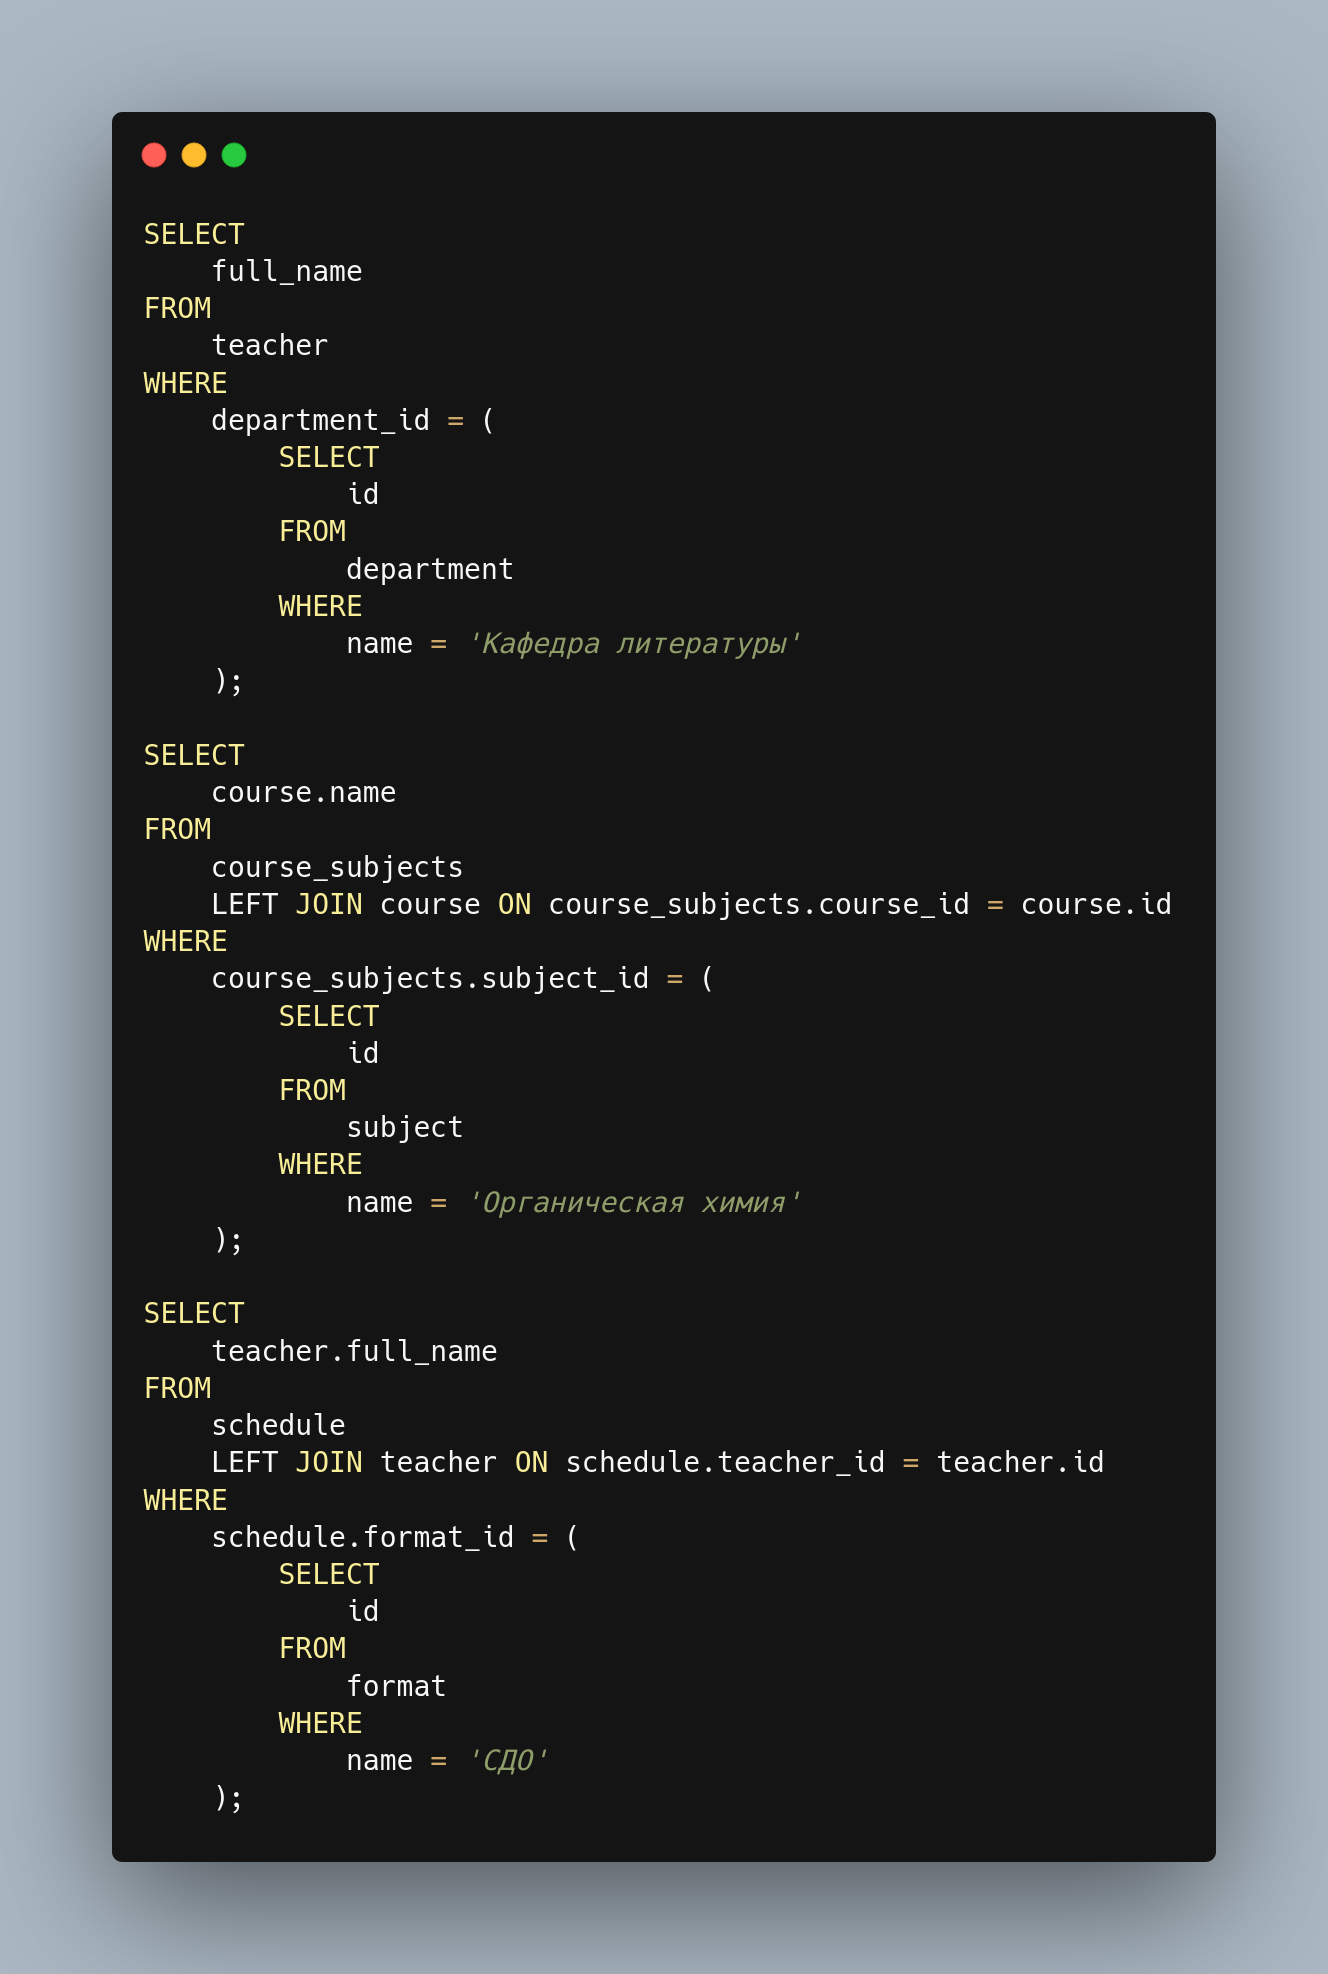 SELECT
    full_name
FROM
    teacher
WHERE
    department_id = (
        SELECT
            id
        FROM
            department
        WHERE
            name = 'Кафедра литературы'
    );

SELECT
    course.name
FROM
    course_subjects
    LEFT JOIN course ON course_subjects.course_id = course.id
WHERE
    course_subjects.subject_id = (
        SELECT
            id
        FROM
            subject
        WHERE
            name = 'Органическая химия'
    );

SELECT
    teacher.full_name
FROM
    schedule
    LEFT JOIN teacher ON schedule.teacher_id = teacher.id
WHERE
    schedule.format_id = (
        SELECT
            id
        FROM
            format
        WHERE
            name = 'СДО'
    );